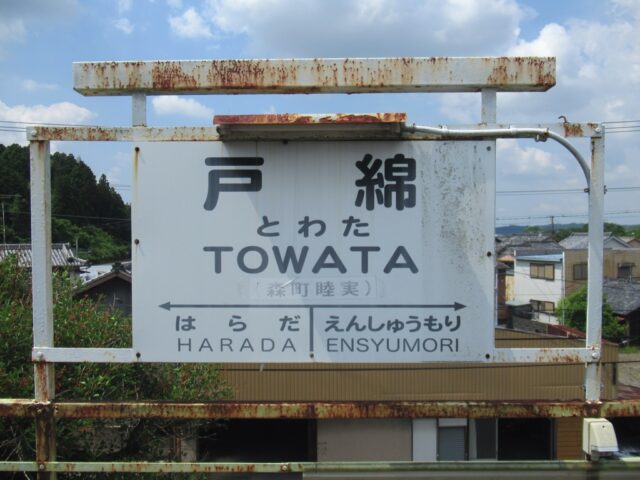 戸綿
とわた
TOWATA
(森町睦実)
はらだ えんしゅうもり
HARADA ENSYUMORI